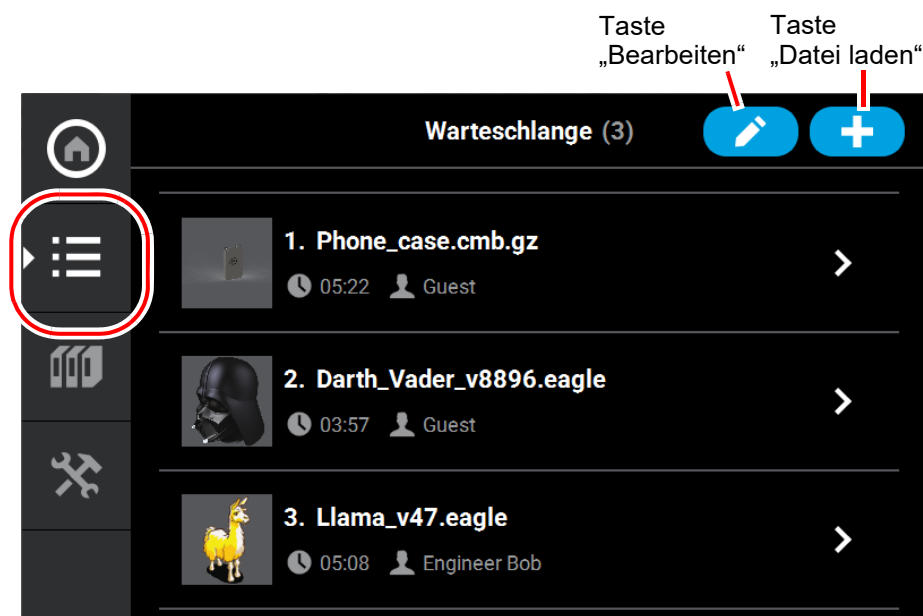 Taste
„Bearbeiten“
Taste
„Datei laden“
Warteschlange (3)
1. Phone_case.cmb.gz
05:22 Guest
2. Darth_Vader_v8896.eagle
03:57 Guest
3. Llama_v47.eagle
05:08 Engineer Bob